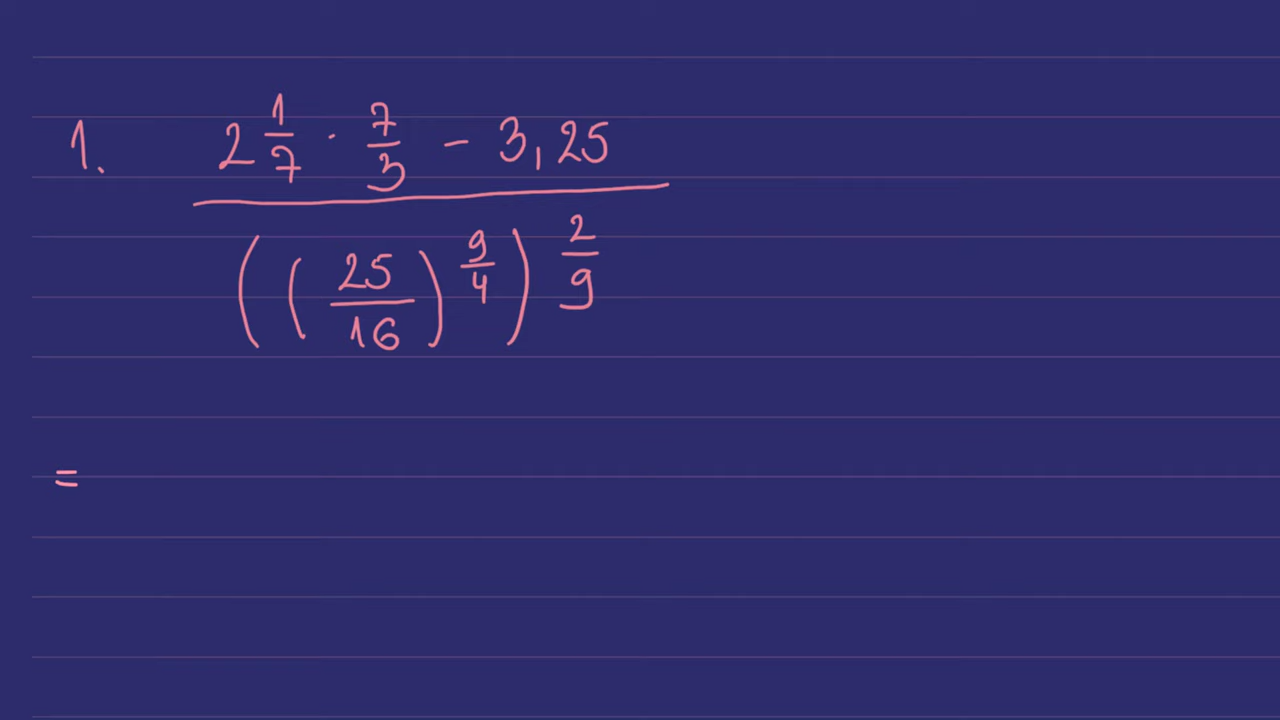 1. 2 1/7 · 7/3 - 3,25
((25/16)^(9/4))^(2/9)
=